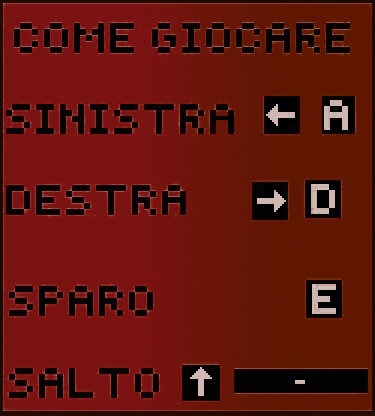 COME GIOCARE
SINISTRA ← A
DESTRA → D
SPARO E
SALTO ↑ -